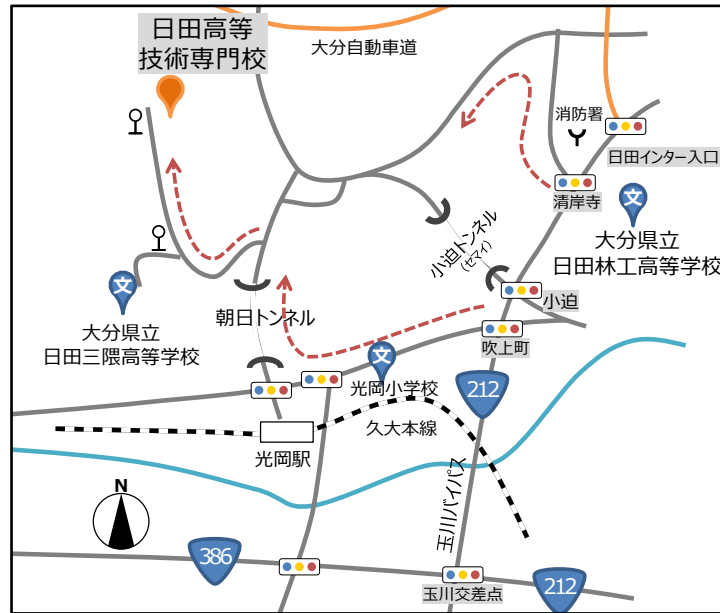 日田高等
技術専門校
大分自動車道
消防署
日田インター入口
清岸寺
文
大分県立
日田林工高等学校
小迫トンネル
(セマイ)
小迫
文
大分県立
日田三隈高等学校
朝日トンネル
吹上町
文
光岡小学校
212
久大本線
光岡駅
玉川バイパス
N
386
玉川交差点
212